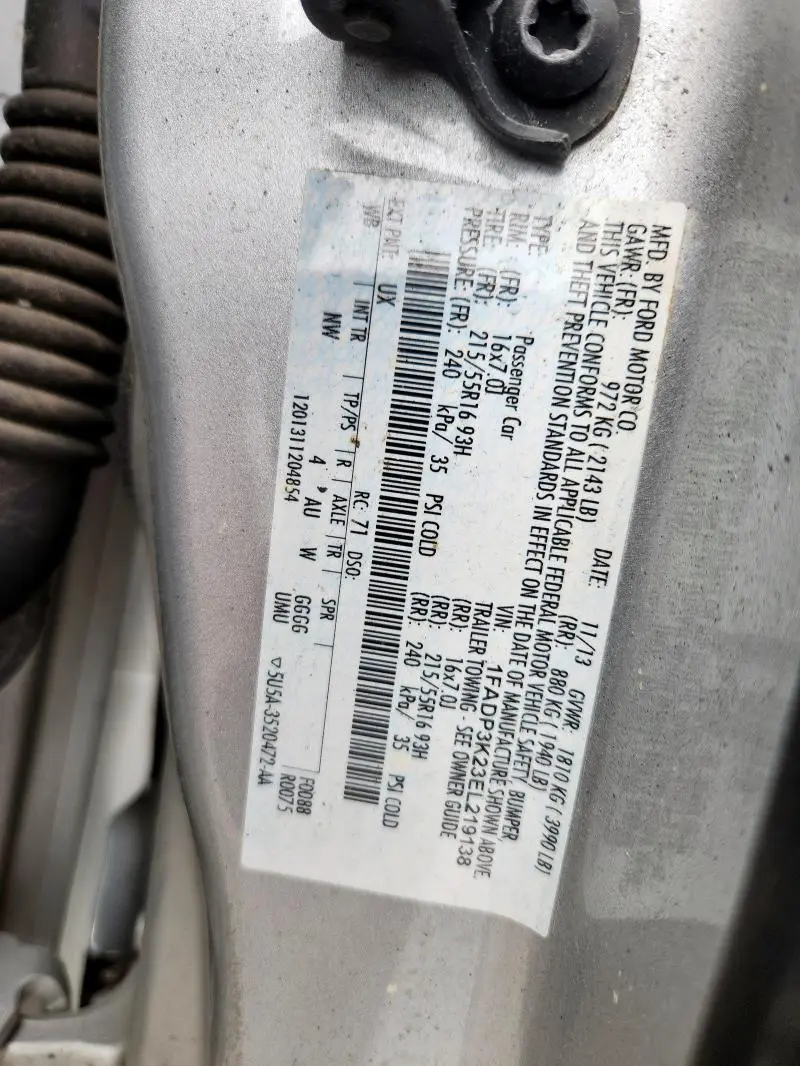 MFD. BY FORD MOTOR CO.
DATE: 11/13 GVWR: 1810 KG ( 3990 LB)
GAWR: (FR): 972 KG ( 2143 LB) (RR): 880 KG ( 1940 LB)
THIS VEHICLE CONFORMS TO ALL APPLICABLE FEDERAL MOTOR VEHICLE SAFETY, BUMPER,
AND THEFT PREVENTION STANDARDS IN EFFECT ON THE DATE OF MANUFACTURE SHOWN ABOVE.
VIN: 1FADP3K23EL219138
TYPE: Passenger Car TRAILER TOWING - SEE OWNER GUIDE
RIM: (FR): 16x7.0J (RR): 16x7.0J
TIRE: (FR): 215/55R16 93H (RR): 215/55R16 93H
PRESSURE: (FR): 240 kPa/ 35 PSI COLD (RR): 240 kPa/ 35 PSI COLD
EXT PNT: UX RC: 71 DSO:
WB | INT TR | TP/PS | R | AXLE | TR | SPR F0088
NW 4 AU W GGGG R0075
UMU
1201311204854 ▽5U5A-3520472-AA